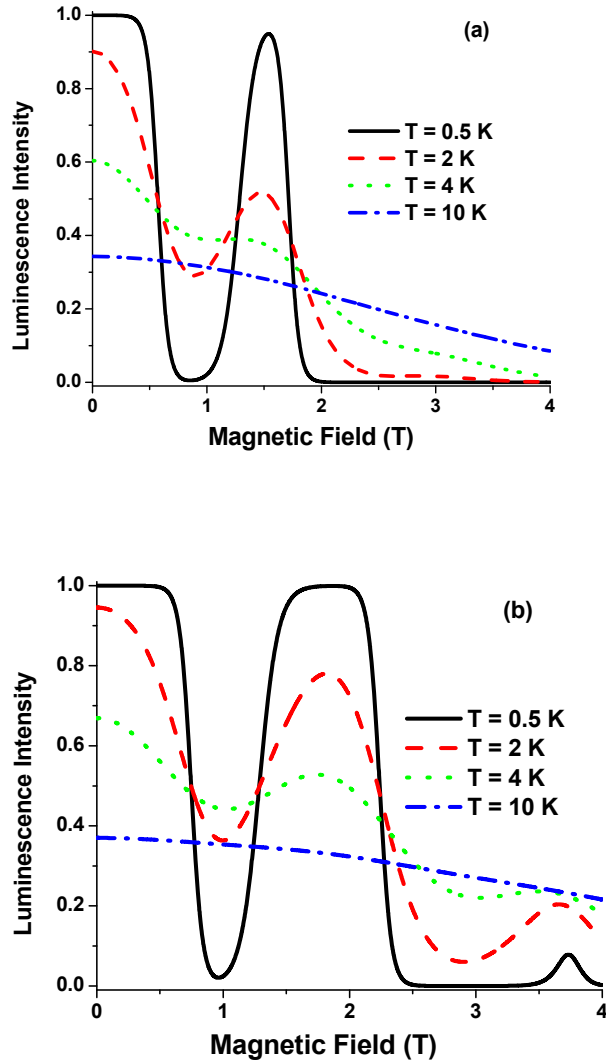 (a)
1.0
0.8
0.6
0.4
0.2
0.0
Luminescence Intensity
T = 0.5 K
T = 2 K
T = 4 K
T = 10 K
0 1 2 3 4
Magnetic Field (T)
(b)
1.0
0.8
0.6
0.4
0.2
0.0
Luminescence Intensity
T = 0.5 K
T = 2 K
T = 4 K
T = 10 K
0 1 2 3 4
Magnetic Field (T)